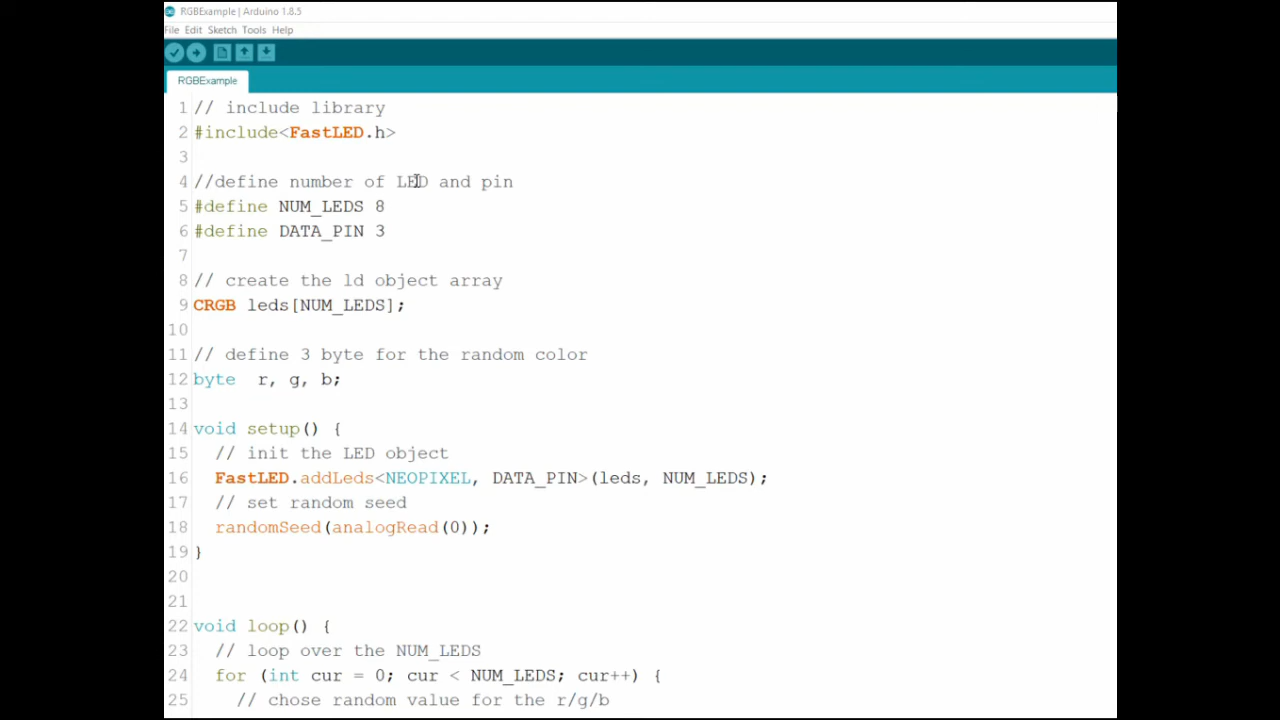 RGBExample | Arduino 1.8.5
File Edit Sketch Tools Help
RGBExample
1 // include library
2 #include<FastLED.h>
3
4 //define number of LED and pin
5 #define NUM_LEDS 8
6 #define DATA_PIN 3
7
8 // create the ld object array
9 CRGB leds[NUM_LEDS];
10
11 // define 3 byte for the random color
12 byte  r, g, b;
13
14 void setup() {
15   // init the LED object
16   FastLED.addLeds<NEOPIXEL, DATA_PIN>(leds, NUM_LEDS);
17   // set random seed
18   randomSeed(analogRead(0));
19 }
20
21
22 void loop() {
23   // loop over the NUM_LEDS
24   for (int cur = 0; cur < NUM_LEDS; cur++) {
25     // chose random value for the r/g/b